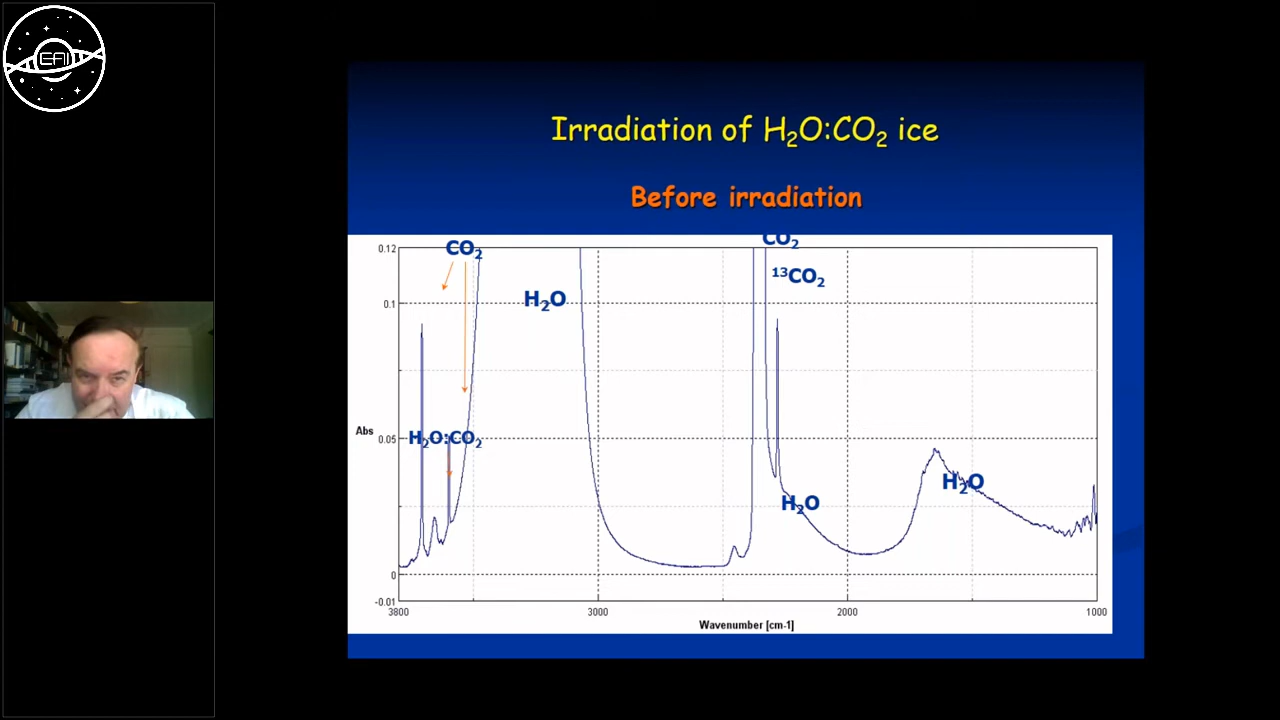 EAI
Irradiation of H₂O:CO₂ ice
Before irradiation
CO₂
CO₂
¹³CO₂
H₂O
H₂O:CO₂
H₂O
H₂O
0.12
0.1
Abs
0.05
0
-0.01
3800 3000 2000 1000
Wavenumber [cm-1]